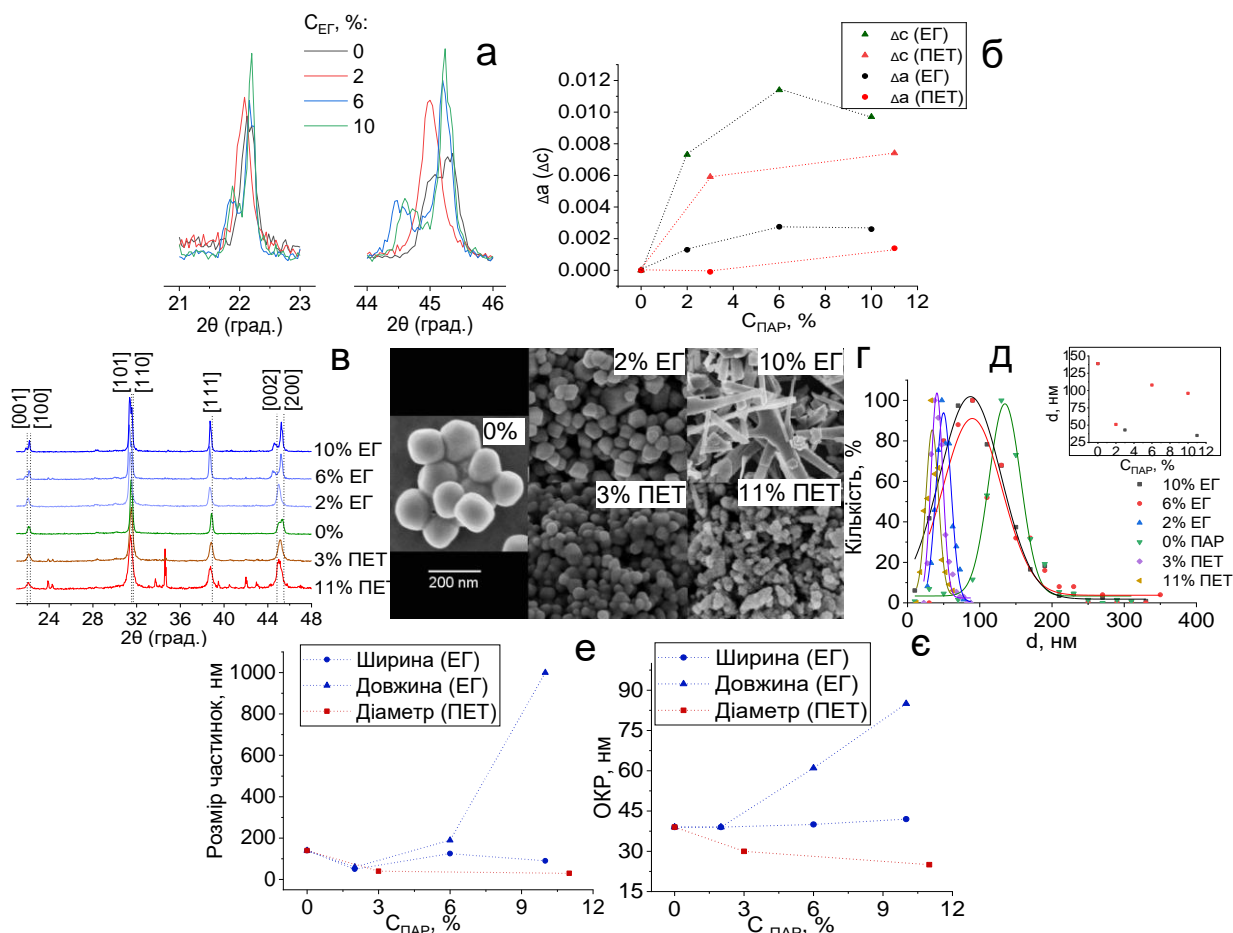 C_ЕГ, %:
0
2
6
10
а
21 22 23
2θ (град.)
44 45 46
2θ (град.)
б
Δc (ЕГ)
Δc (ПЕТ)
Δa (ЕГ)
Δa (ПЕТ)
Δa (Δc)
0.012
0.010
0.008
0.006
0.004
0.002
0.000
0 2 4 6 8 10 12
C_ПАР, %
в
[001]
[100]
[101]
[110]
[111]
[002]
[200]
10% ЕГ
6% ЕГ
2% ЕГ
0%
3% ПЕТ
11% ПЕТ
24 28 32 36 40 44 48
2θ (град.)
г
0%
2% ЕГ
10% ЕГ
3% ПЕТ
11% ПЕТ
200 nm
д
Кількість, %
100
80
60
40
20
0
0 100 200 300 400
d, нм
d, нм
150
125
100
75
50
25
0 2 4 6 8 10 12
C_ПАР, %
10% ЕГ
6% ЕГ
2% ЕГ
0% ПАР
3% ПЕТ
11% ПЕТ
е
Ширина (ЕГ)
Довжина (ЕГ)
Діаметр (ПЕТ)
Розмір частинок, нм
1000
800
600
400
200
0
0 3 6 9 12
C_ПАР, %
є
Ширина (ЕГ)
Довжина (ЕГ)
Діаметр (ПЕТ)
ОКР, нм
90
75
60
45
30
15
0 3 6 9 12
C_ПАР, %